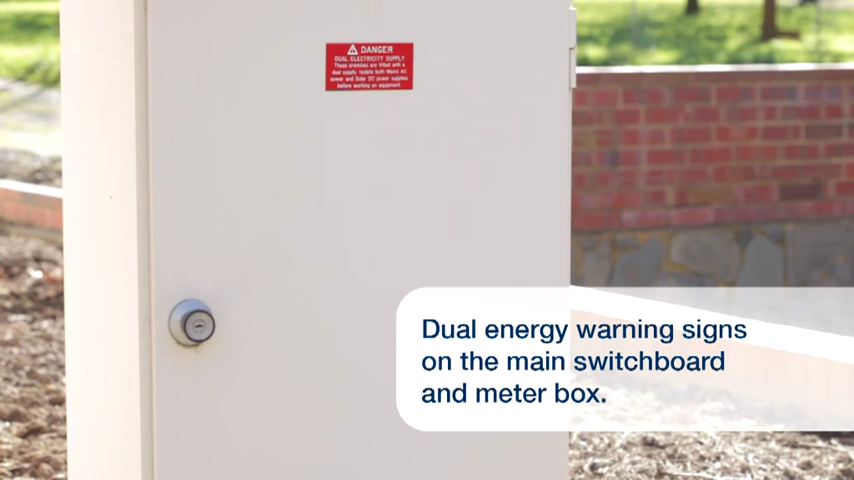 DANGER
DUAL ELECTRICITY SUPPLY
These premises are fitted with a
dual supply. Isolate both Mains AC
power and Solar DC power supplies
before working on equipment
Dual energy warning signs
on the main switchboard
and meter box.